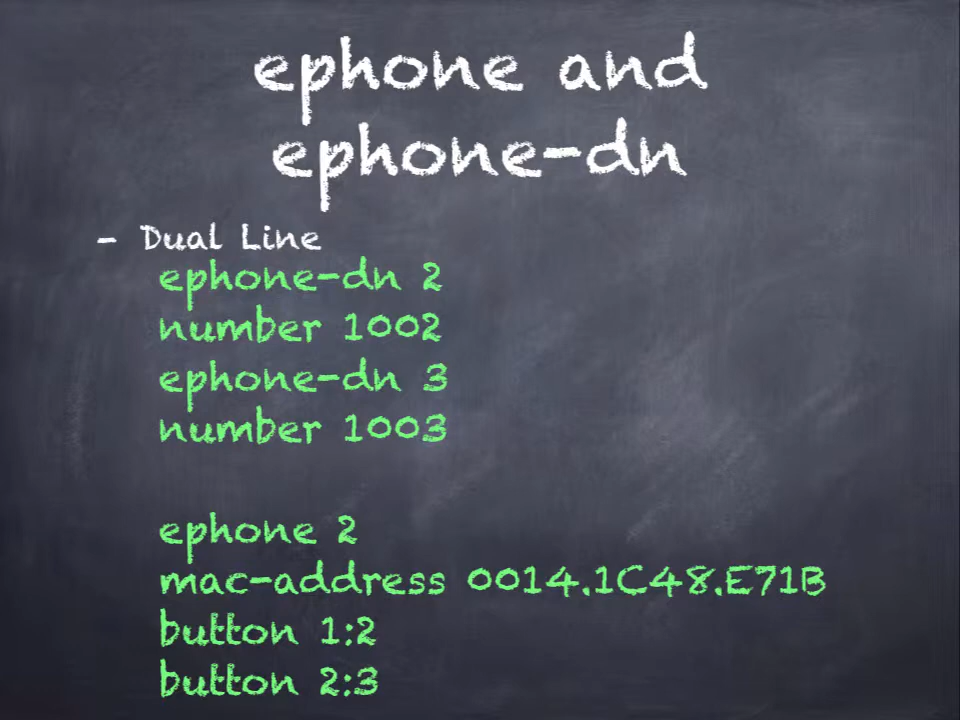 ephone and
ephone-dn
- Dual Line
ephone-dn 2
number 1002
ephone-dn 3
number 1003
ephone 2
mac-address 0014.1C48.E71B
button 1:2
button 2:3